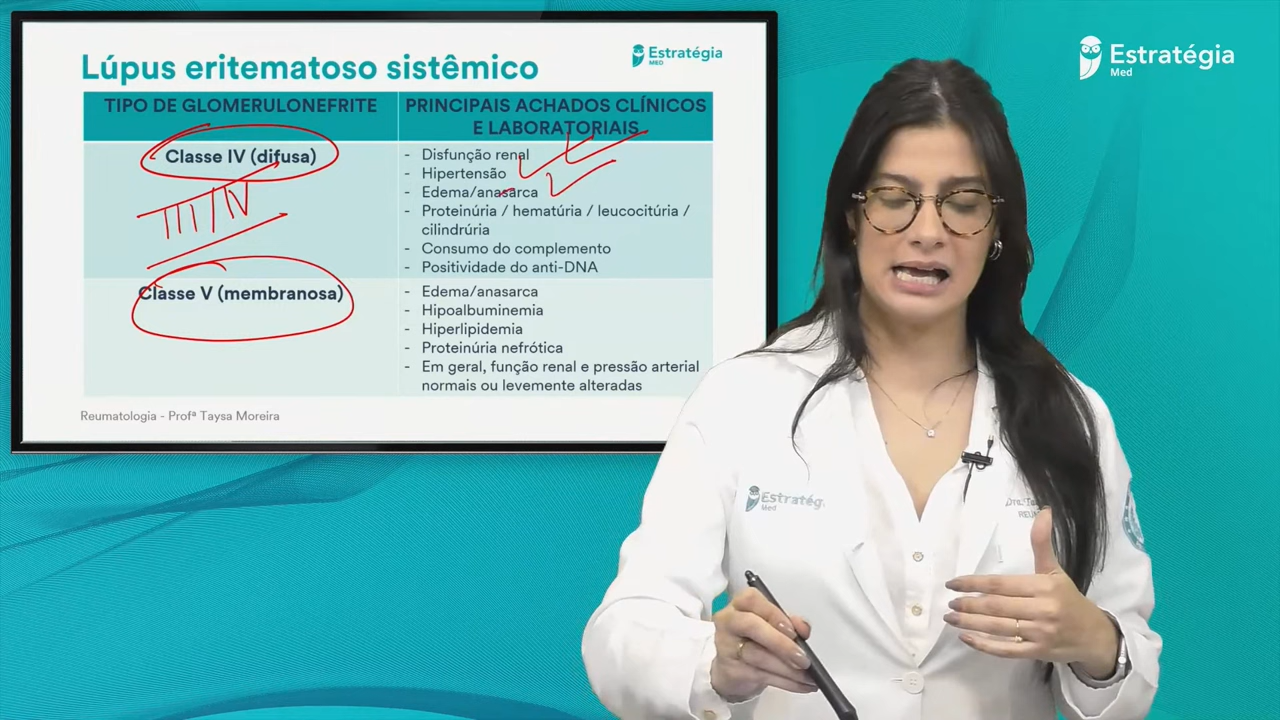 Lúpus eritematoso sistêmico
Estratégia
MED
TIPO DE GLOMERULONEFRITE
PRINCIPAIS ACHADOS CLÍNICOS
E LABORATORIAIS
Classe IV (difusa)
III/IV
- Disfunção renal
- Hipertensão
- Edema/anasarca
- Proteinúria / hematúria / leucocitúria /
cilindrúria
- Consumo do complemento
- Positividade do anti-DNA
Classe V (membranosa)
- Edema/anasarca
- Hipoalbuminemia
- Hiperlipidemia
- Proteinúria nefrótica
- Em geral, função renal e pressão arterial
normais ou levemente alteradas
Reumatologia - Profª Taysa Moreira
Estratégia
Med
Estratég
Med